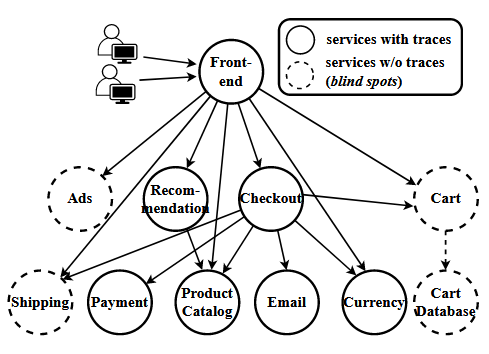 services with traces
services w/o traces
(blind spots)
Front-
end
Ads
Recom-
mendation
Checkout
Cart
Shipping
Payment
Product
Catalog
Email
Currency
Cart
Database